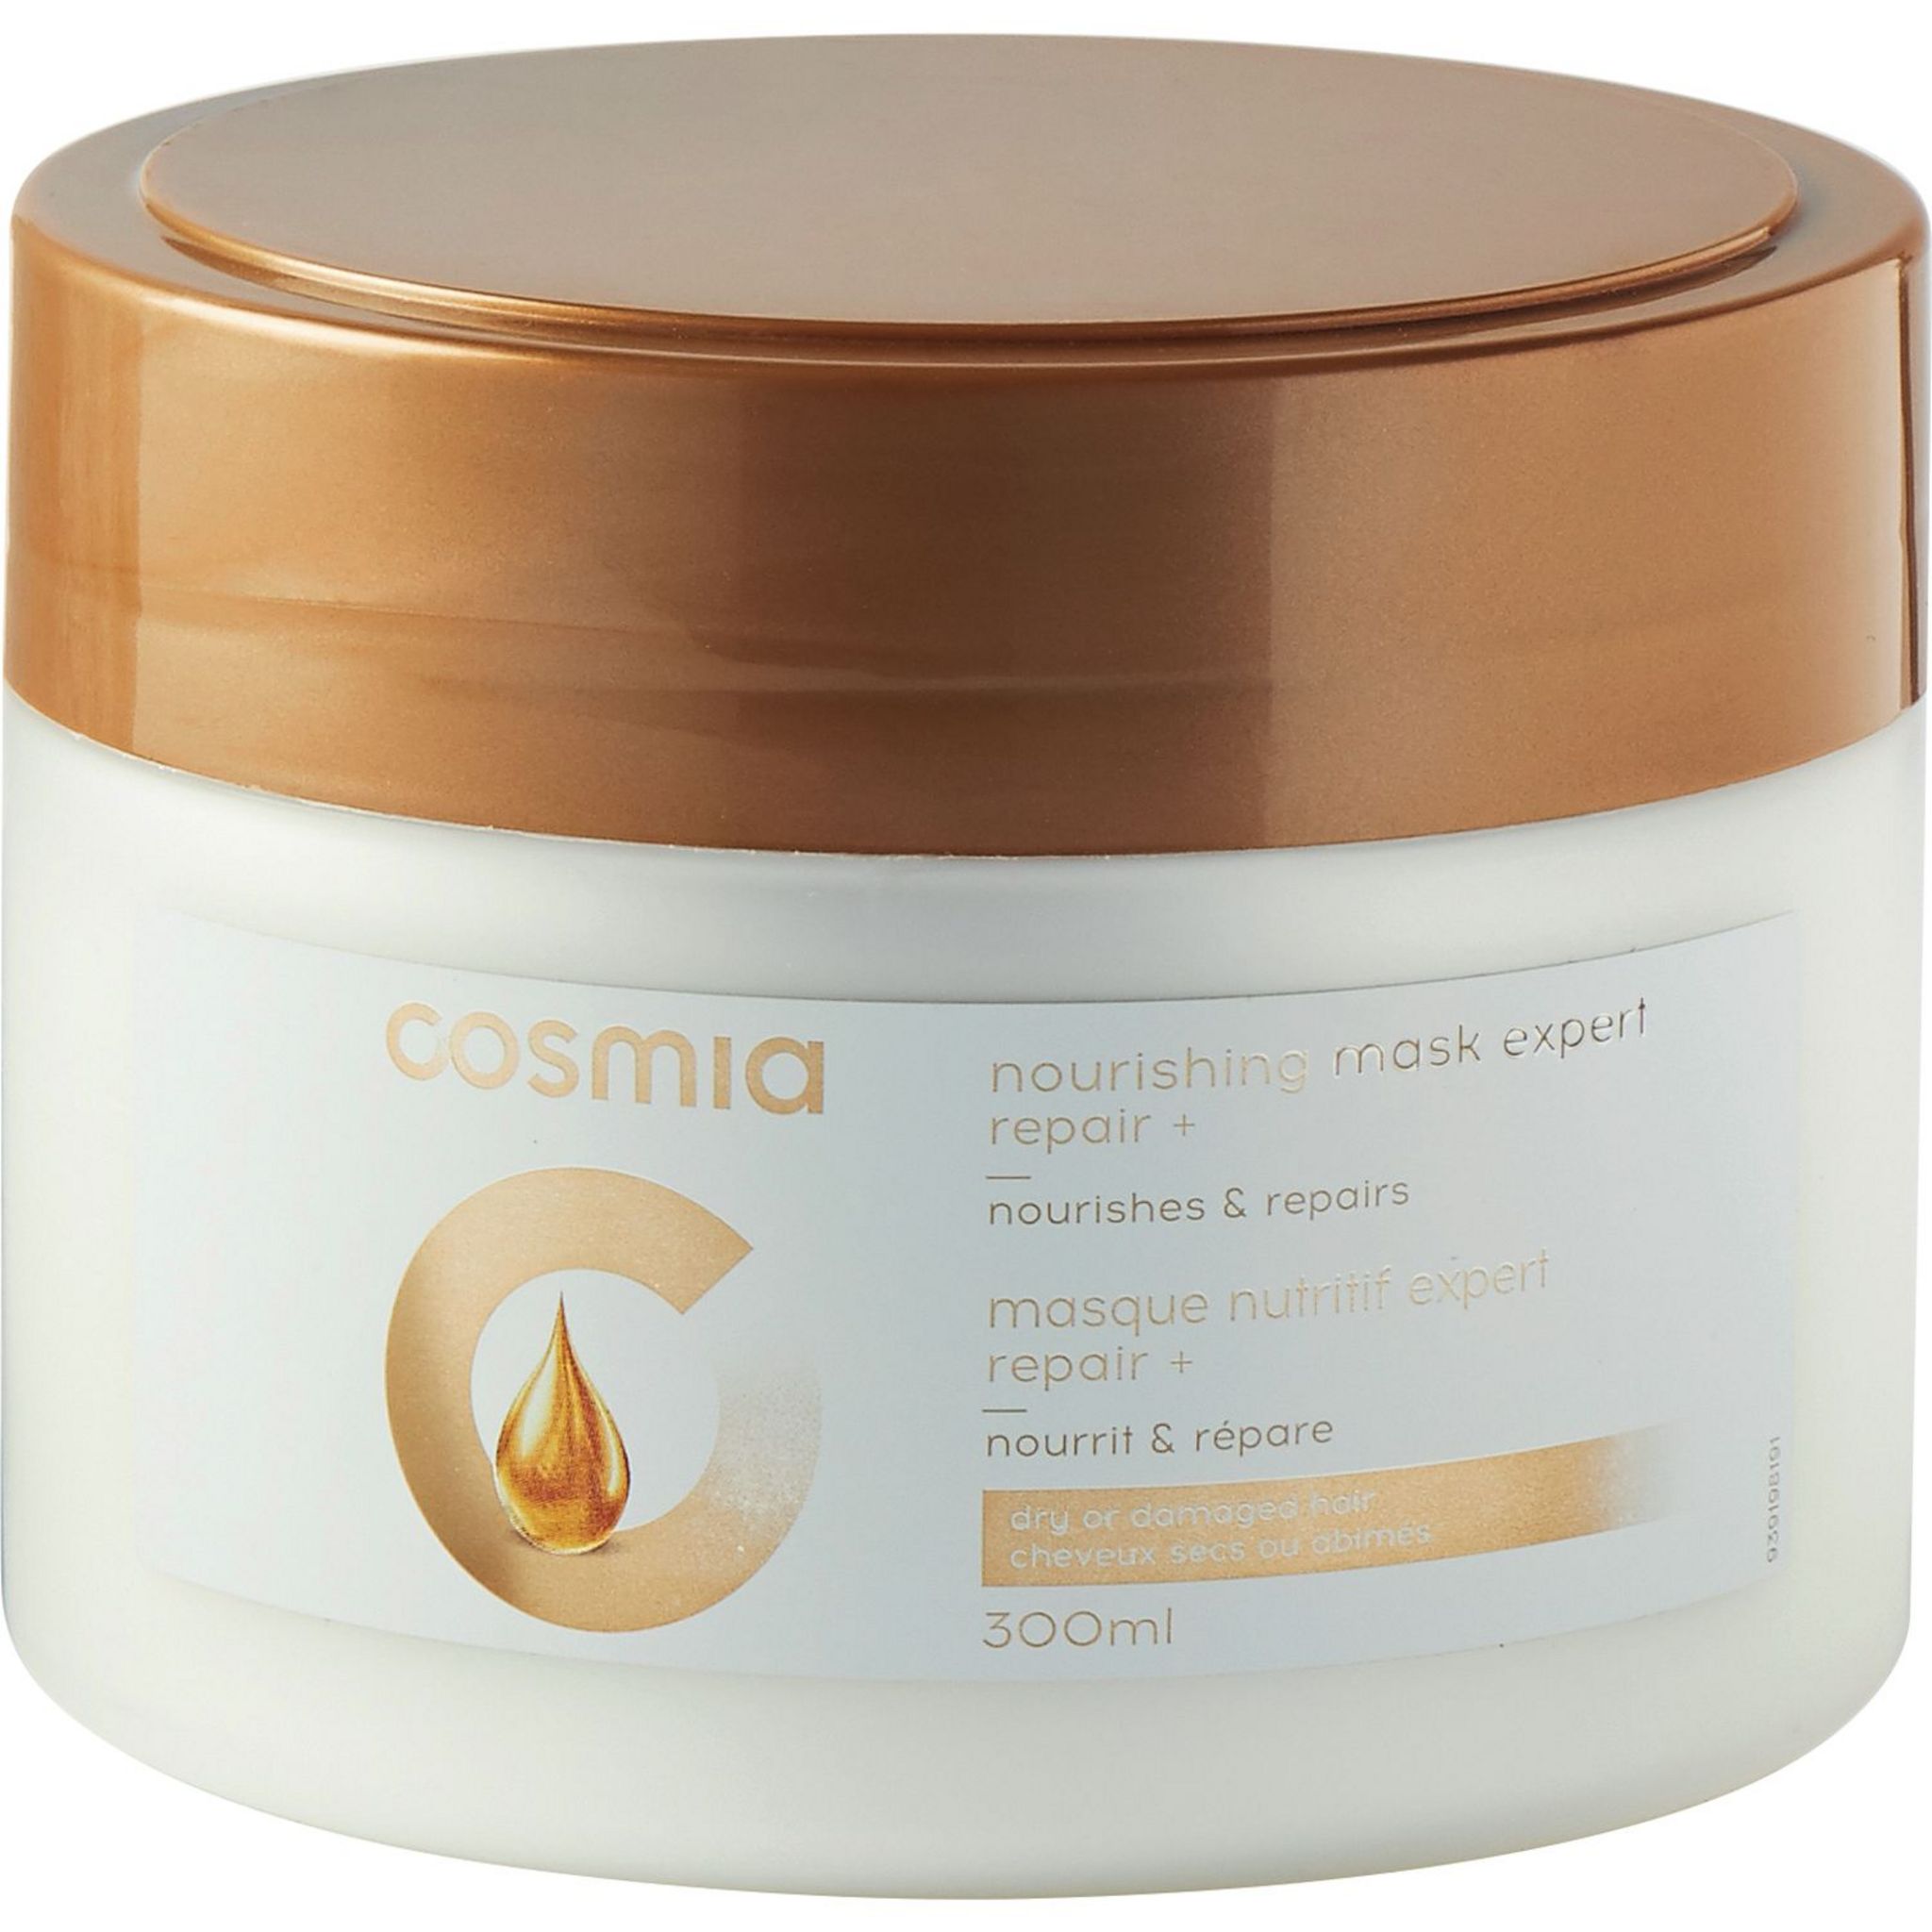 cosmia
nourishing mask expert
repair +
nourishes & repairs
masque nutritif expert
repair +
nourrit & répare
dry or damaged hair
cheveux secs ou abîmés
300ml
939198191